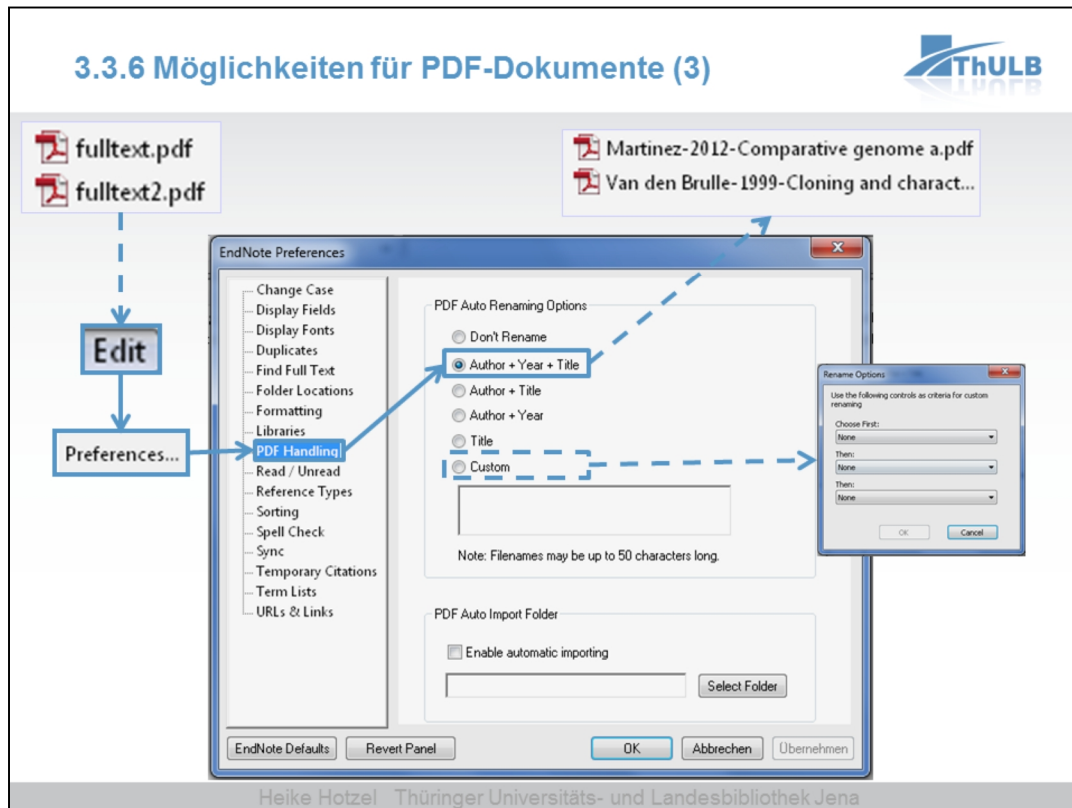 3.3.6 Möglichkeiten für PDF-Dokumente (3)
ThULB
fulltext.pdf
fulltext2.pdf
Martinez-2012-Comparative genome a.pdf
Van den Brulle-1999-Cloning and charact...
Edit
Preferences...
EndNote Preferences
Change Case
Display Fields
Display Fonts
Duplicates
Find Full Text
Folder Locations
Formatting
Libraries
PDF Handling
Read / Unread
Reference Types
Sorting
Spell Check
Sync
Temporary Citations
Term Lists
URLs & Links
PDF Auto Renaming Options
Don't Rename
Author + Year + Title
Author + Title
Author + Year
Title
Custom
Note: Filenames may be up to 50 characters long.
PDF Auto Import Folder
Enable automatic importing
Select Folder
EndNote Defaults
Revert Panel
OK
Abbrechen
Übernehmen
Rename Options
Use the following controls as criteria for custom
renaming
Choose First:
None
Then:
None
Then:
None
OK
Cancel
Heike Hotzel Thüringer Universitäts- und Landesbibliothek Jena